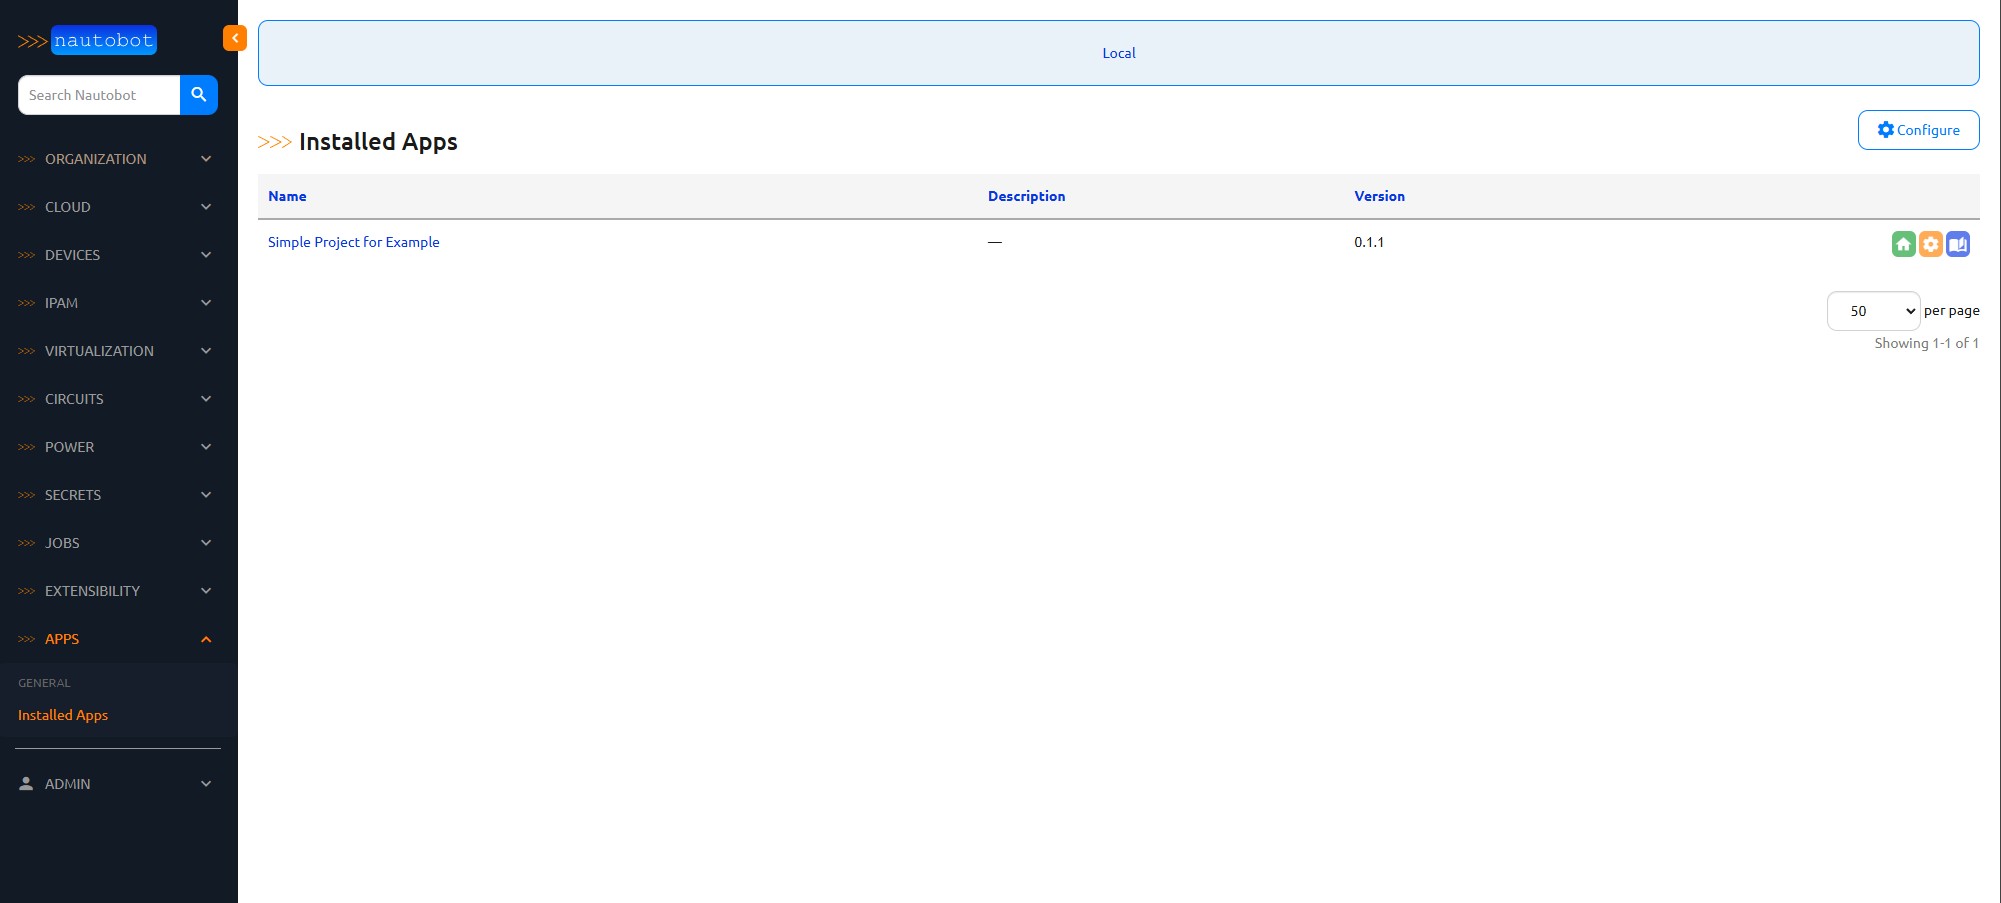 >>> nautobot
Search Nautobot
>>> ORGANIZATION
>>> CLOUD
>>> DEVICES
>>> IPAM
>>> VIRTUALIZATION
>>> CIRCUITS
>>> POWER
>>> SECRETS
>>> JOBS
>>> EXTENSIBILITY
>>> APPS
GENERAL
Installed Apps
ADMIN
Local
>>> Installed Apps
Configure
Name Description Version
Simple Project for Example — 0.1.1
50 per page
Showing 1-1 of 1